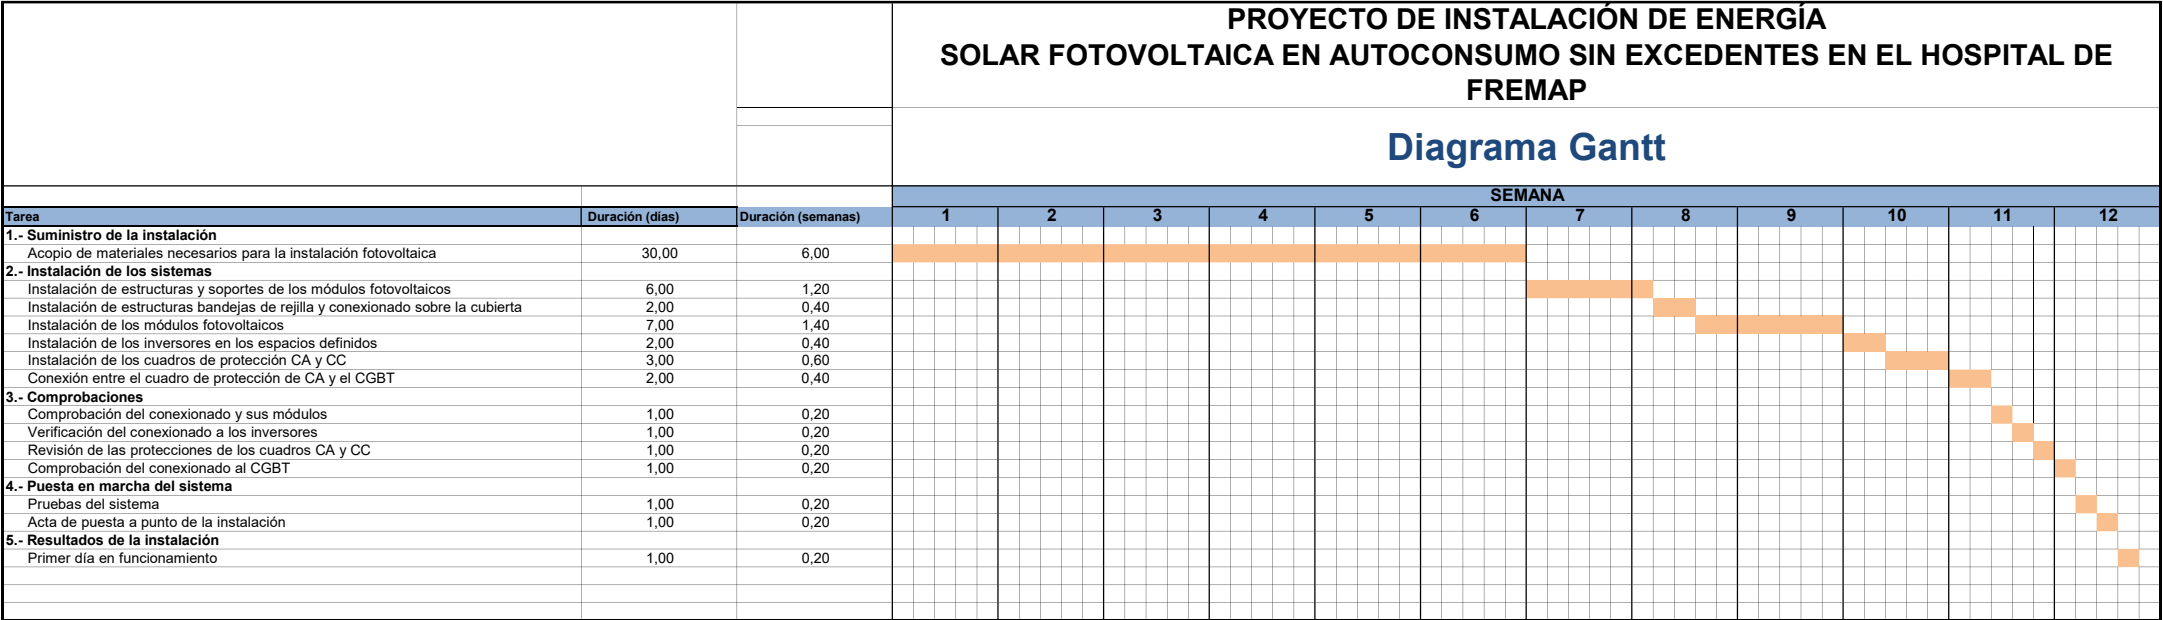 PROYECTO DE INSTALACIÓN DE ENERGÍA
SOLAR FOTOVOLTAICA EN AUTOCONSUMO SIN EXCEDENTES EN EL HOSPITAL DE
FREMAP
Diagrama Gantt
SEMANA
Tarea Duración (días) Duración (semanas) 1 2 3 4 5 6 7 8 9 10 11 12
1.- Suministro de la instalación
Acopio de materiales necesarios para la instalación fotovoltaica 30,00 6,00
2.- Instalación de los sistemas
Instalación de estructuras y soportes de los módulos fotovoltaicos 6,00 1,20
Instalación de estructuras bandejas de rejilla y conexionado sobre la cubierta 2,00 0,40
Instalación de los módulos fotovoltaicos 7,00 1,40
Instalación de los inversores en los espacios definidos 2,00 0,40
Instalación de los cuadros de protección CA y CC 3,00 0,60
Conexión entre el cuadro de protección de CA y el CGBT 2,00 0,40
3.- Comprobaciones
Comprobación del conexionado y sus módulos 1,00 0,20
Verificación del conexionado a los inversores 1,00 0,20
Revisión de las protecciones de los cuadros CA y CC 1,00 0,20
Comprobación del conexionado al CGBT 1,00 0,20
4.- Puesta en marcha del sistema
Pruebas del sistema 1,00 0,20
Acta de puesta a punto de la instalación 1,00 0,20
5.- Resultados de la instalación
Primer día en funcionamiento 1,00 0,20